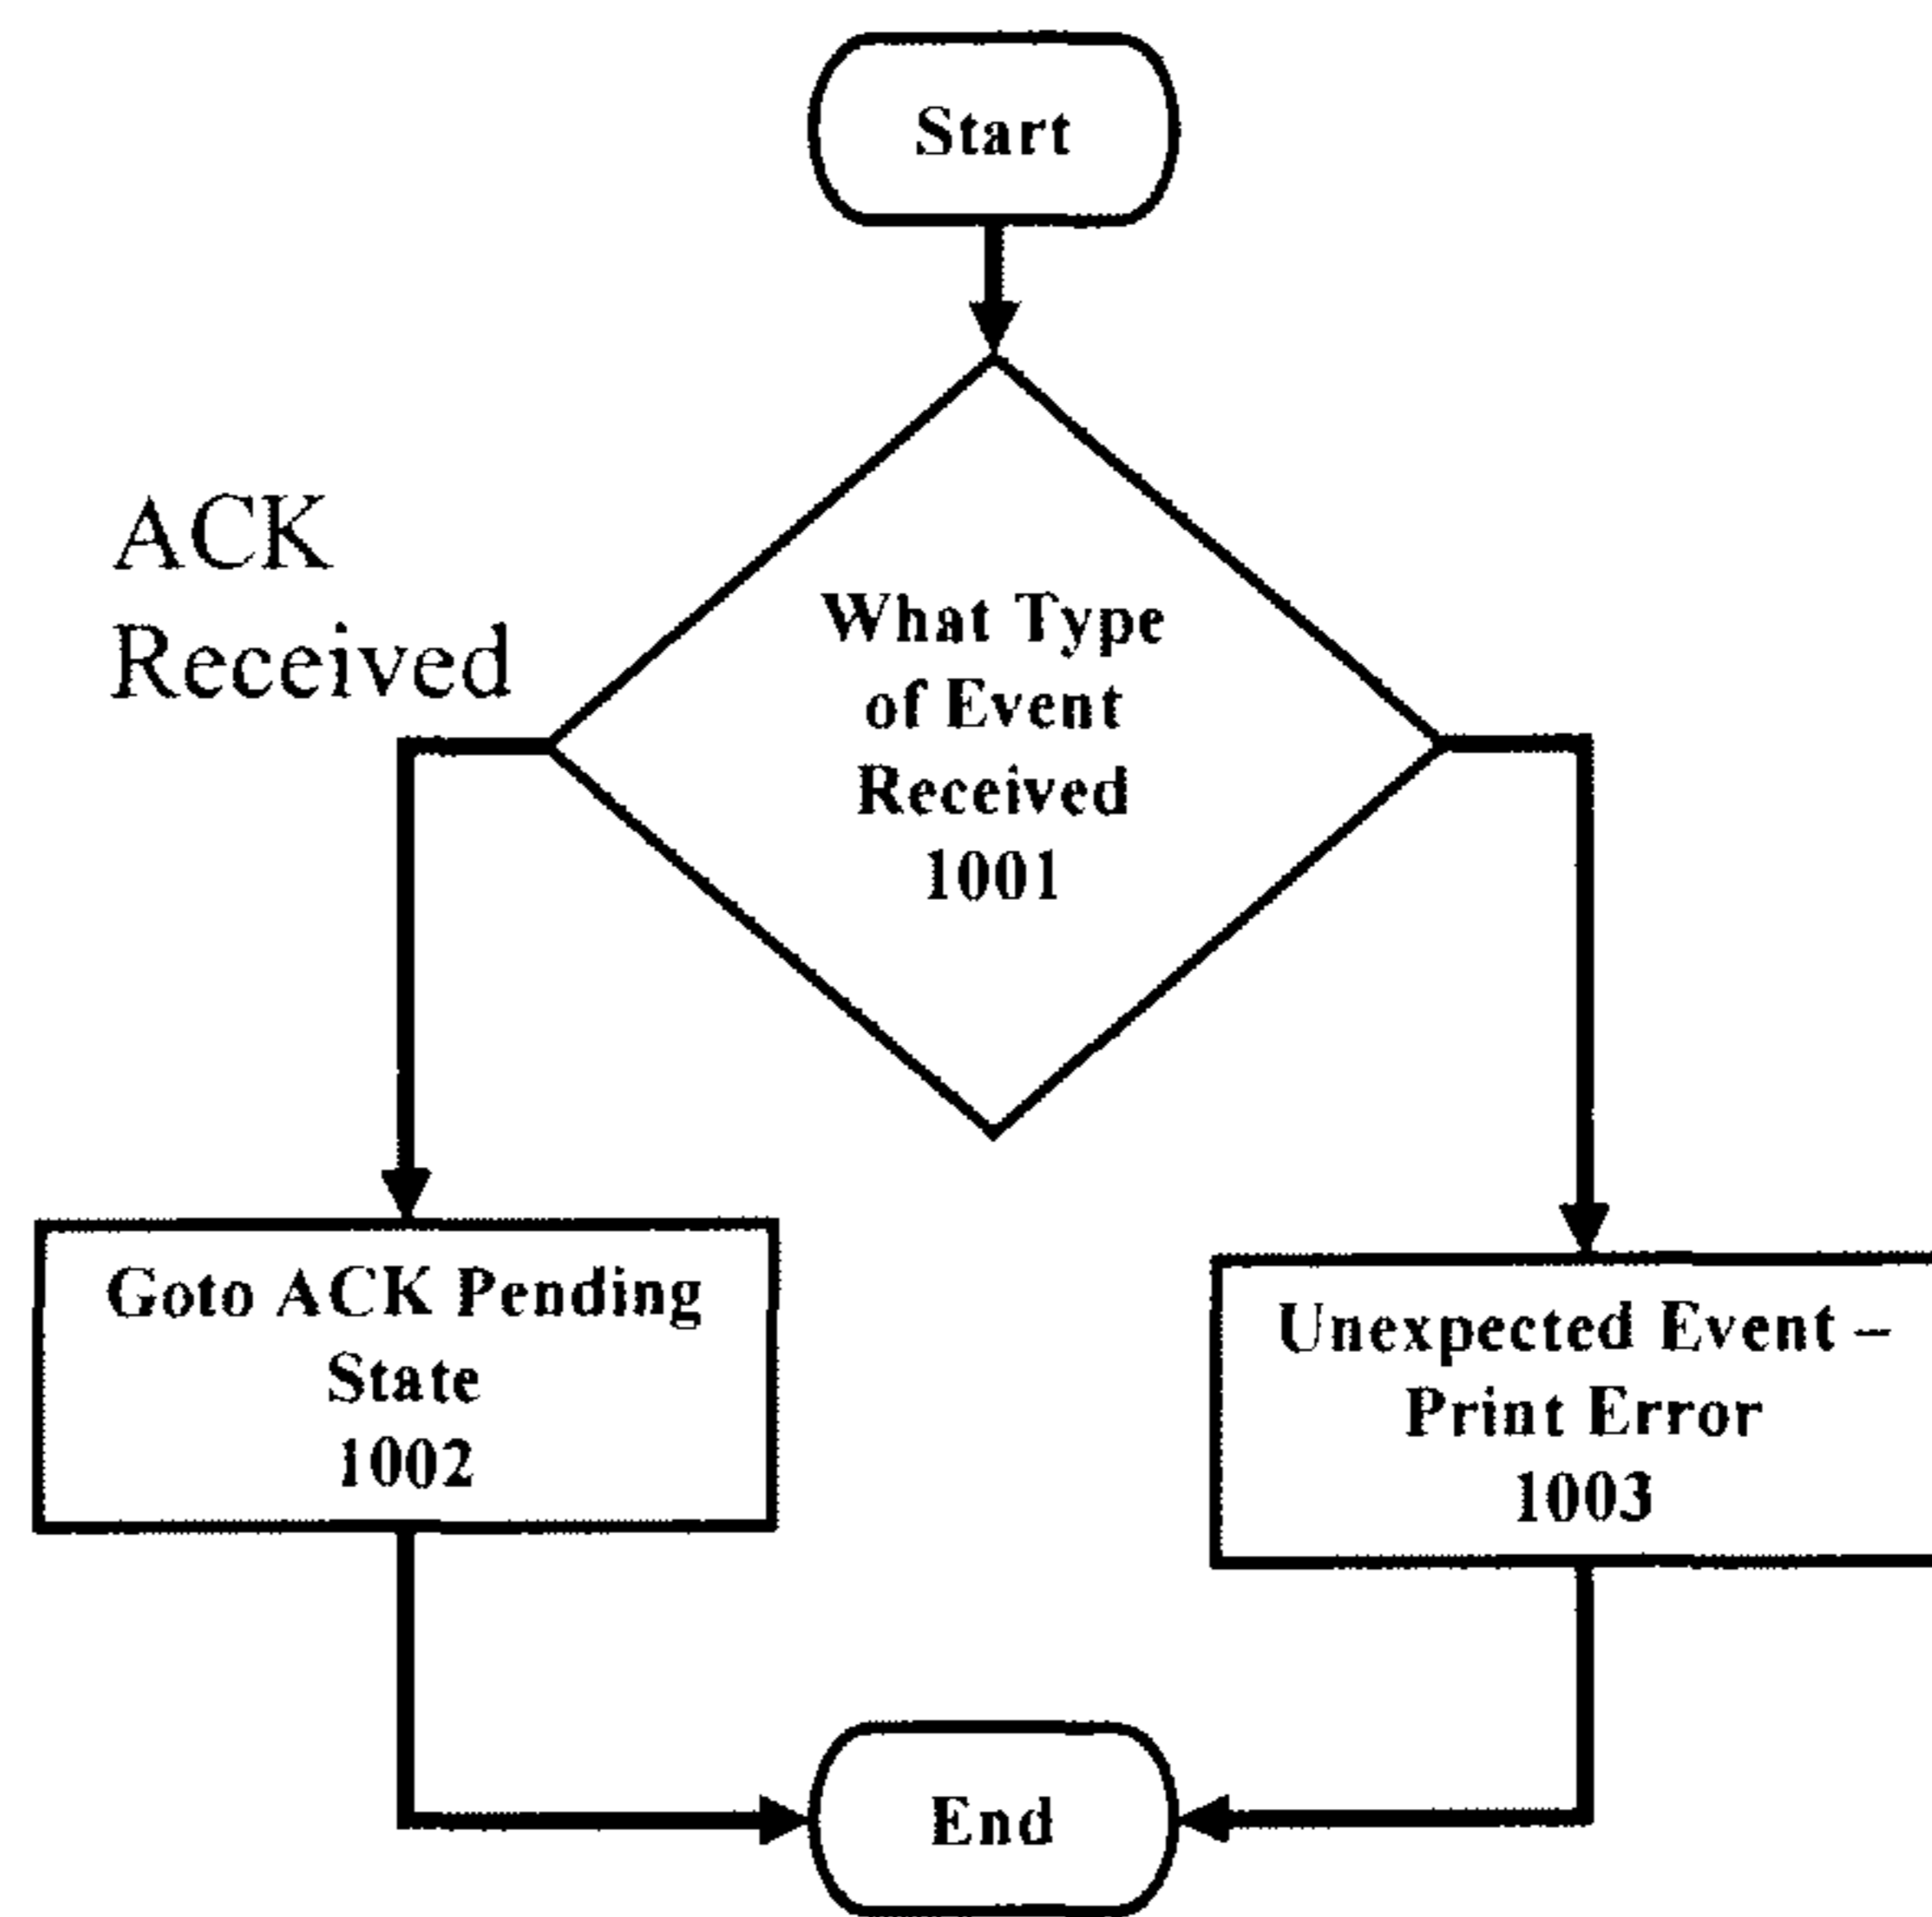 Start
ACK
Received
What Type
of Event
Received
1001
Goto ACK Pending
State
1002
Unexpected Event –
Print Error
1003
End